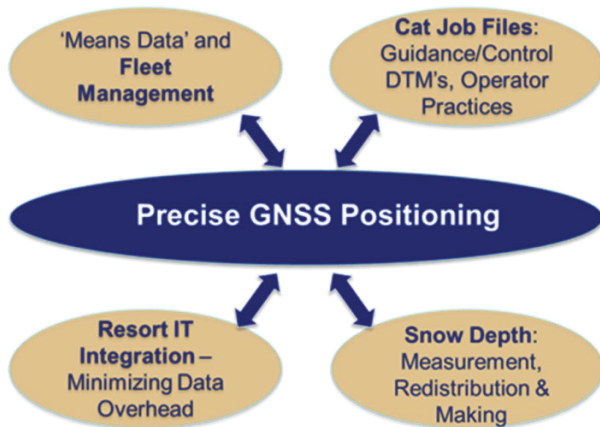 ‘Means Data’ and
Fleet
Management
Cat Job Files:
Guidance/Control
DTM’s, Operator
Practices
Precise GNSS Positioning
Resort IT
Integration –
Minimizing Data
Overhead
Snow Depth:
Measurement,
Redistribution &
Making